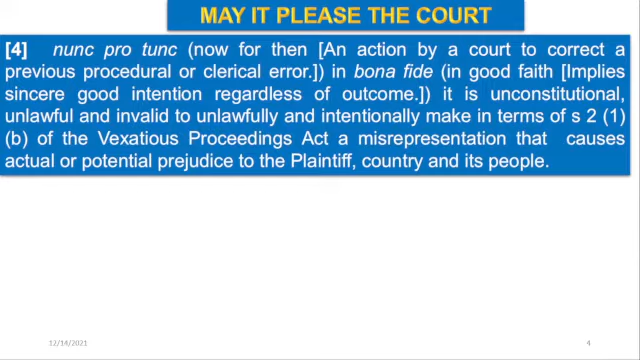 MAY IT PLEASE THE COURT
[4] nunc pro tunc (now for then [An action by a court to correct a
previous procedural or clerical error.]) in bona fide (in good faith [Implies
sincere good intention regardless of outcome.]) it is unconstitutional,
unlawful and invalid to unlawfully and intentionally make in terms of s 2 (1)
(b) of the Vexatious Proceedings Act a misrepresentation that causes
actual or potential prejudice to the Plaintiff, country and its people.
12/14/2021 4